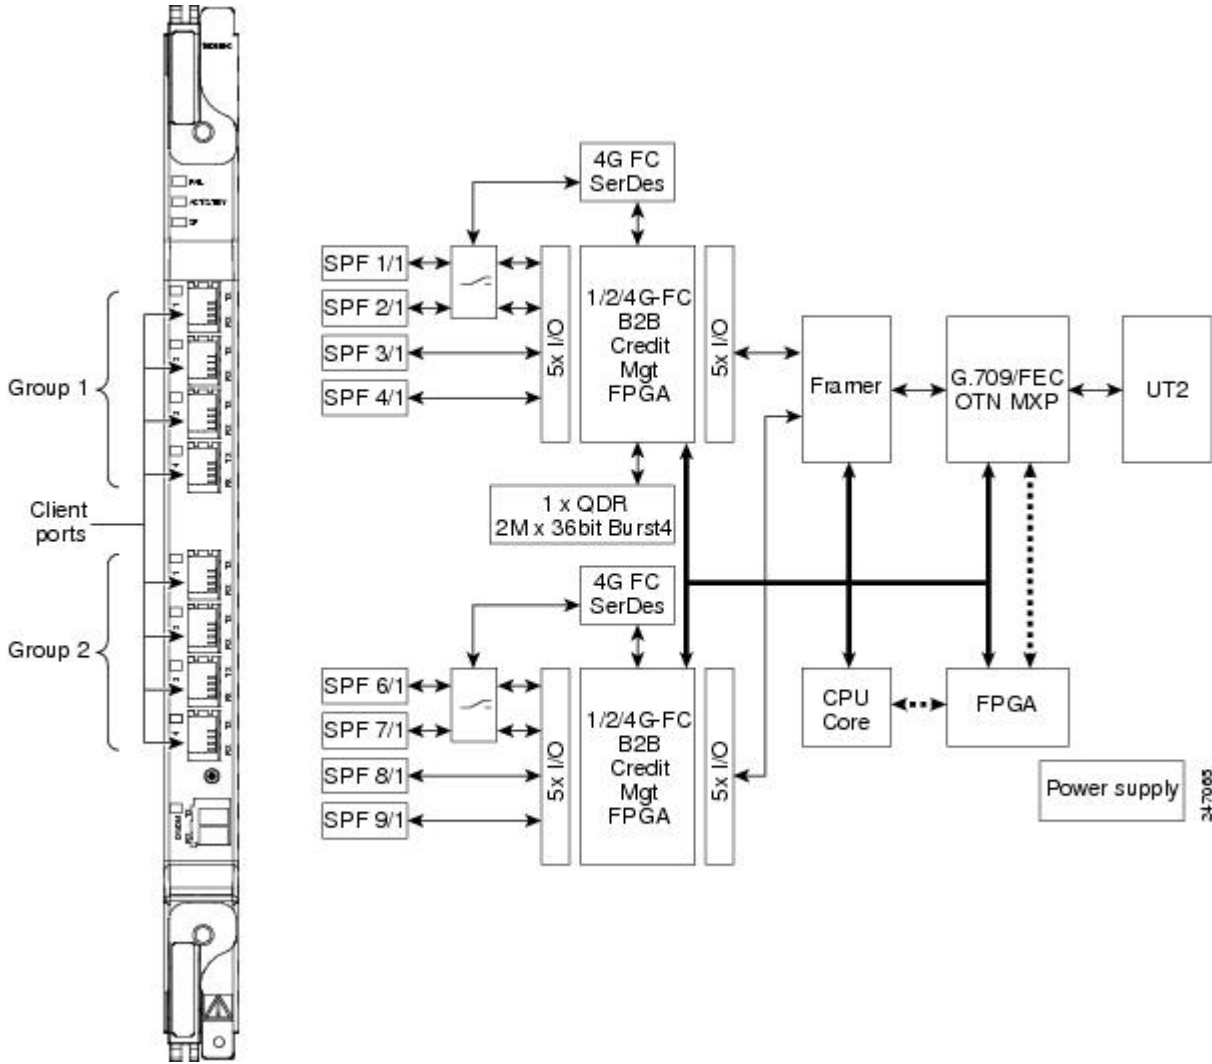 4G FC
SerDes
SPF 1/1
SPF 2/1
SPF 3/1
SPF 4/1
5x I/O
1/2/4G-FC
B2B
Credit
Mgt
FPGA
5x I/O
Framer
G.709/FEC
OTN MXP
UT2
Group 1
Client
ports
1 x QDR
2M x 36bit Burst4
4G FC
SerDes
Group 2
SPF 6/1
SPF 7/1
SPF 8/1
SPF 9/1
5x I/O
1/2/4G-FC
B2B
Credit
Mgt
FPGA
5x I/O
CPU
Core
FPGA
Power supply
247065